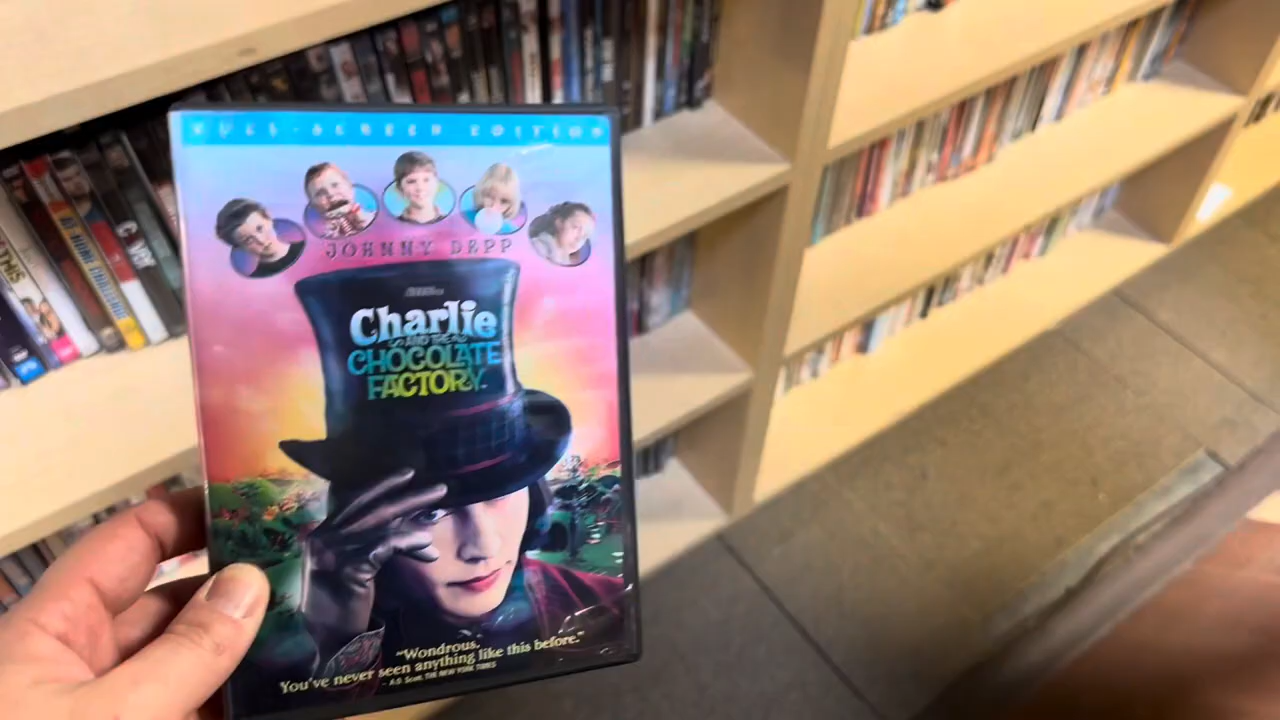 FULL-SCREEN EDITION
JOHNNY DEPP
Charlie
AND THE
CHOCOLATE
FACTORY
"Wondrous.
You've never seen anything like this before."
- A.O. Scott, THE NEW YORK TIMES